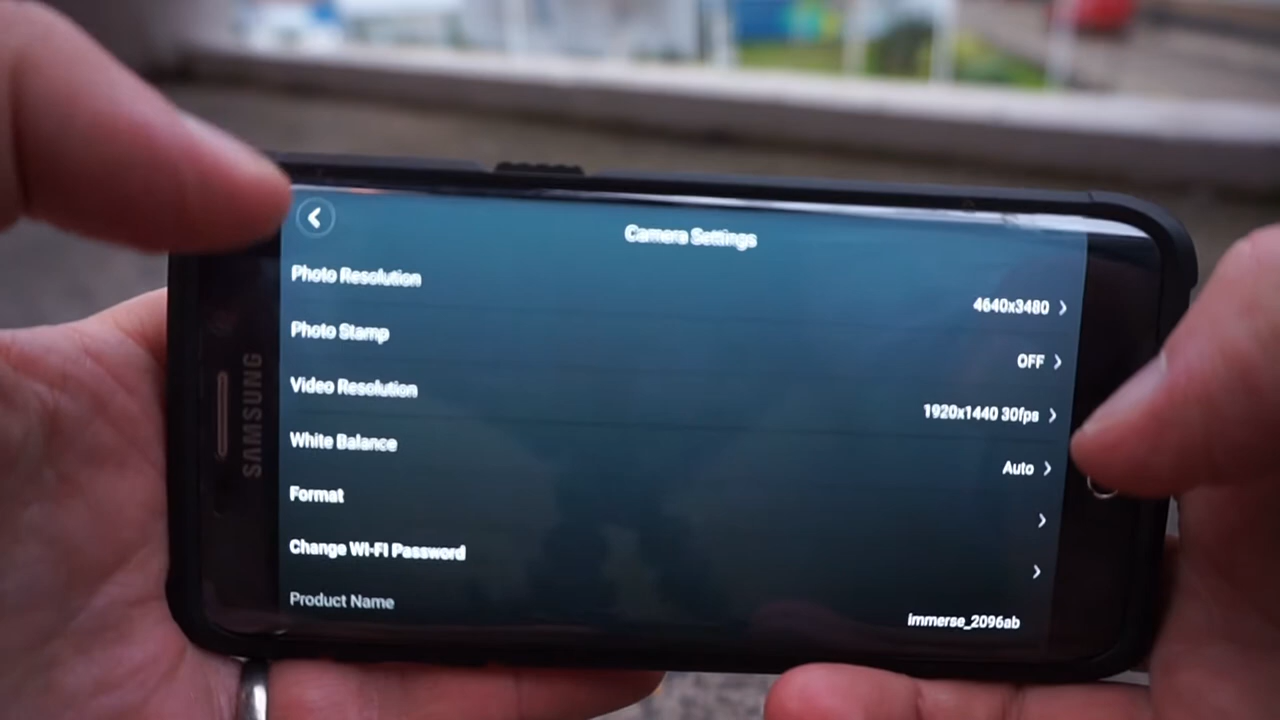 Camera Settings
Photo Resolution
4640x3480
Photo Stamp
OFF
Video Resolution
1920x1440 30fps
White Balance
Auto
Format
Change WI-FI Password
Product Name
Immerse_2096ab
SAMSUNG